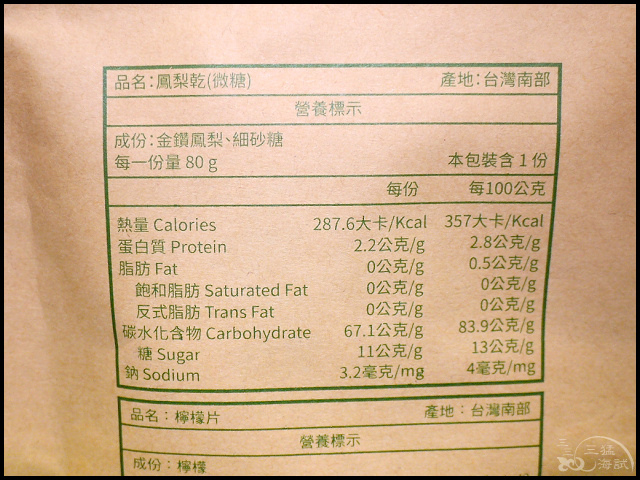 品名：鳳梨乾(微糖) 產地：台灣南部
營養標示
成份：金鑽鳳梨、細砂糖
每一份量 80 g 本包裝含 1 份
每份 每100公克
熱量 Calories 287.6大卡/Kcal 357大卡/Kcal
蛋白質 Protein 2.2公克/g 2.8公克/g
脂肪 Fat 0公克/g 0.5公克/g
飽和脂肪 Saturated Fat 0公克/g 0公克/g
反式脂肪 Trans Fat 0公克/g 0公克/g
碳水化合物 Carbohydrate 67.1公克/g 83.9公克/g
糖 Sugar 11公克/g 13公克/g
鈉 Sodium 3.2毫克/mg 4毫克/mg
品名：檸檬片 產地：台灣南部
營養標示
成份：檸檬
三猛
海試